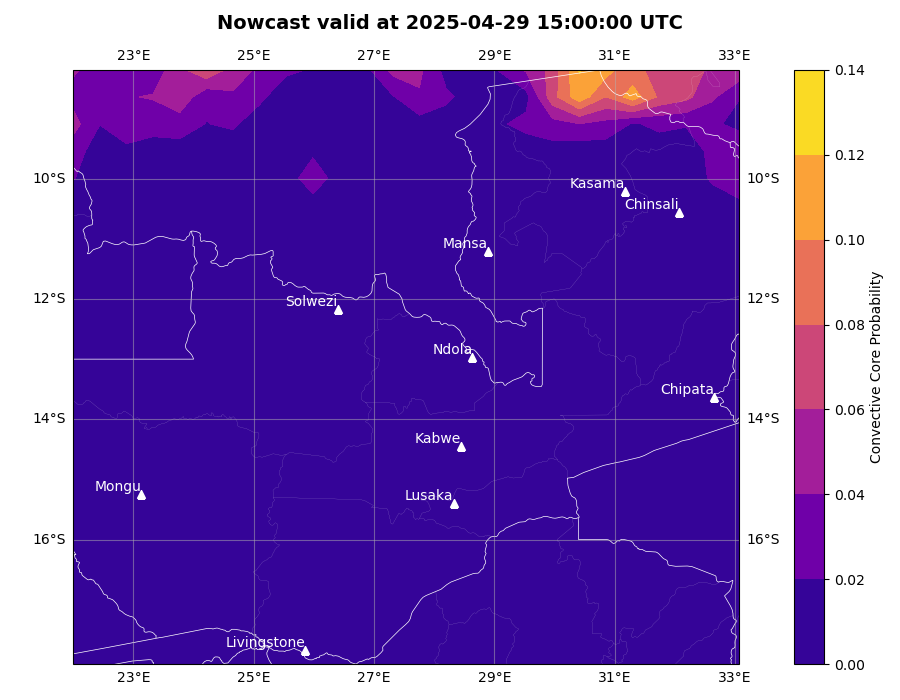 Nowcast valid at 2025-04-29 15:00:00 UTC
23°E 25°E 27°E 29°E 31°E 33°E
0.14
0.12
10°S Kasama 10°S
Chinsali
0.10
Mansa
12°S Solwezi 12°S
0.08
Ndola
Chipata
0.06
14°S 14°S
Kabwe
Mongu Lusaka
0.04
16°S 16°S
0.02
Livingstone
0.00
23°E 25°E 27°E 29°E 31°E 33°E
Convective Core Probability